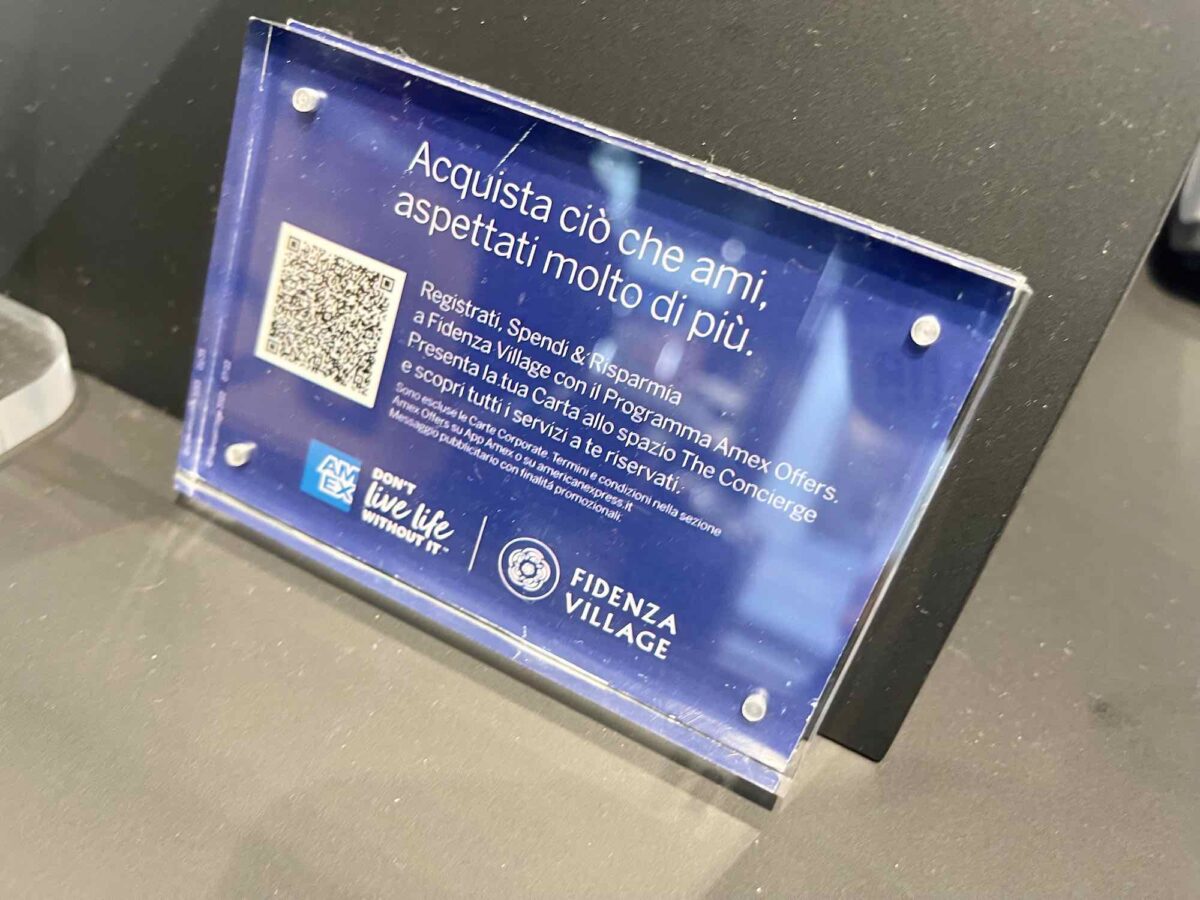 Acquista ciò che ami,
aspettati molto di più.
Registrati, Spendi & Risparmia
a Fidenza Village con il Programma Amex Offers.
Presenta la tua Carta allo spazio The Concierge
e scopri tutti i servizi a te riservati.
Sono escluse le Carte Corporate. Termini e condizioni nella sezione
Amex Offers su App Amex o su americanexpress.it
Messaggio pubblicitario con finalità promozionali.
AM
EX
DON'T
live life
WITHOUT IT™
FIDENZA
VILLAGE